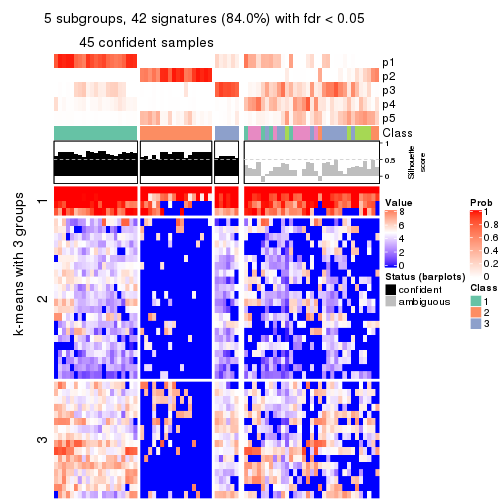 5 subgroups, 42 signatures (84.0%) with fdr < 0.05
45 confident samples
p1
p2
p3
p4
p5
Class
1
0.5
0
Silhouette
score
k-means with 3 groups
1
2
3
Value
8
6
4
2
0
Status (barplots)
confident
ambiguous
Prob
1
0.8
0.6
0.4
0.2
0
Class
1
2
3